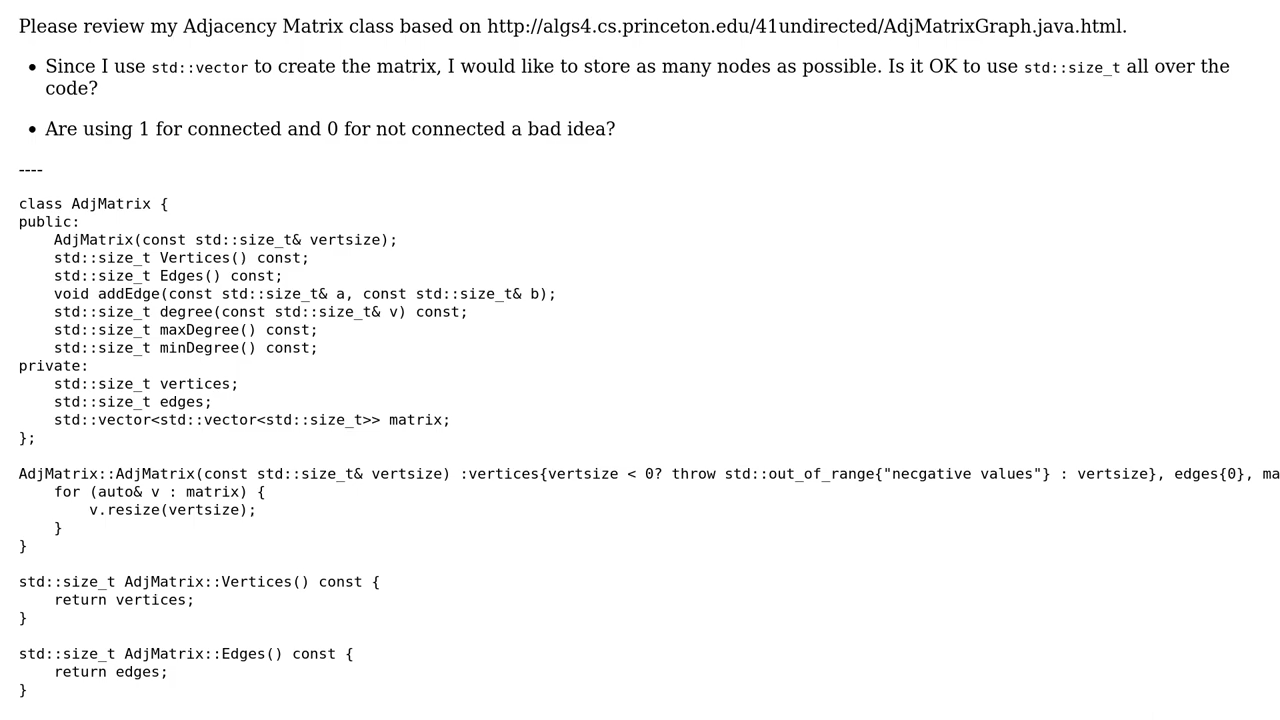 Please review my Adjacency Matrix class based on http://algs4.cs.princeton.edu/41undirected/AdjMatrixGraph.java.html.
• Since I use std::vector to create the matrix, I would like to store as many nodes as possible. Is it OK to use std::size_t all over the
code?
• Are using 1 for connected and 0 for not connected a bad idea?
----
class AdjMatrix {
public:
    AdjMatrix(const std::size_t& vertsize);
    std::size_t Vertices() const;
    std::size_t Edges() const;
    void addEdge(const std::size_t& a, const std::size_t& b);
    std::size_t degree(const std::size_t& v) const;
    std::size_t maxDegree() const;
    std::size_t minDegree() const;
private:
    std::size_t vertices;
    std::size_t edges;
    std::vector<std::vector<std::size_t>> matrix;
};
AdjMatrix::AdjMatrix(const std::size_t& vertsize) :vertices{vertsize < 0? throw std::out_of_range{"necgative values"} : vertsize}, edges{0}, ma
    for (auto& v : matrix) {
        v.resize(vertsize);
    }
}
std::size_t AdjMatrix::Vertices() const {
    return vertices;
}
std::size_t AdjMatrix::Edges() const {
    return edges;
}